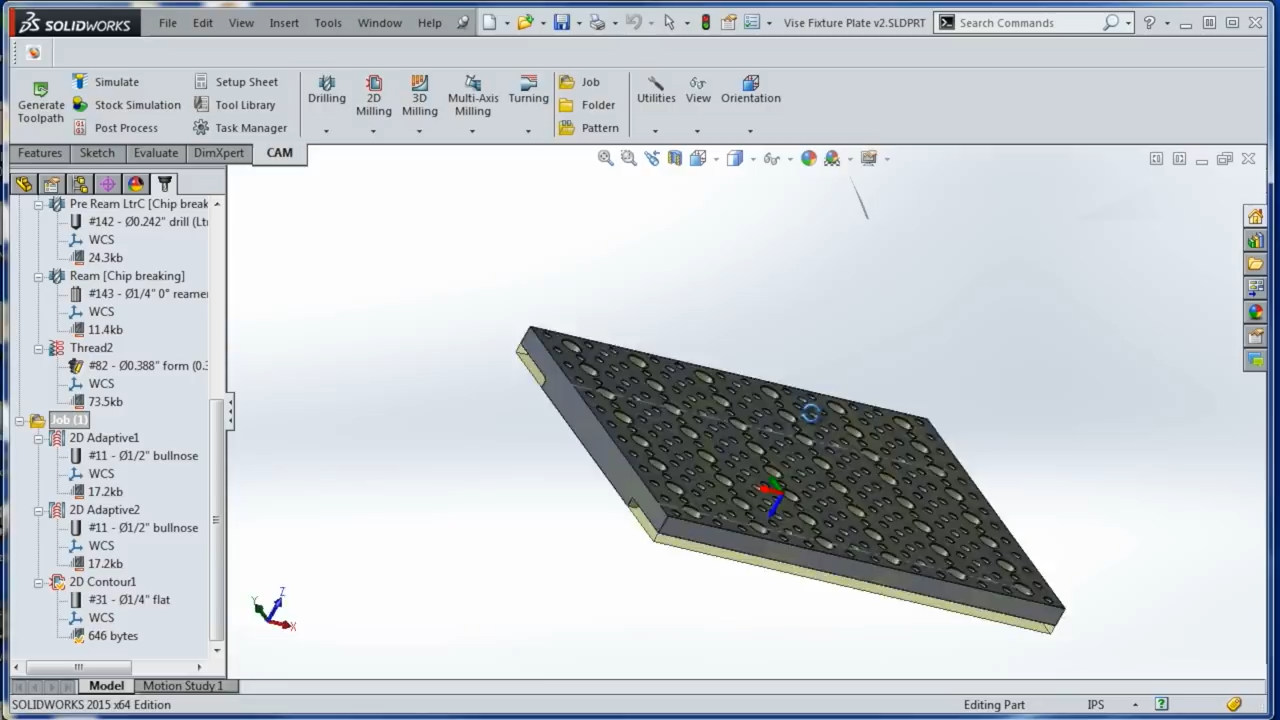 SOLIDWORKS File Edit View Insert Tools Window Help Vise Fixture Plate v2.SLDPRT Search Commands
Simulate Setup Sheet Job
Generate Toolpath Stock Simulation Tool Library Drilling 2D Milling 3D Milling Multi-Axis Milling Turning Folder Utilities View Orientation
Post Process Task Manager Pattern
Features Sketch Evaluate DimXpert CAM
Pre Ream LtrC [Chip break
#142 - Ø0.242" drill (Ltr
WCS
24.3kb
Ream [Chip breaking]
#143 - Ø1/4" 0° reamer
WCS
11.4kb
Thread2
#82 - Ø0.388" form (0.3
WCS
73.5kb
Job (1)
2D Adaptive1
#11 - Ø1/2" bullnose
WCS
17.2kb
2D Adaptive2
#11 - Ø1/2" bullnose
WCS
17.2kb
2D Contour1
#31 - Ø1/4" flat
WCS
646 bytes
Y Z X
Model Motion Study 1
SOLIDWORKS 2015 x64 Edition Editing Part IPS